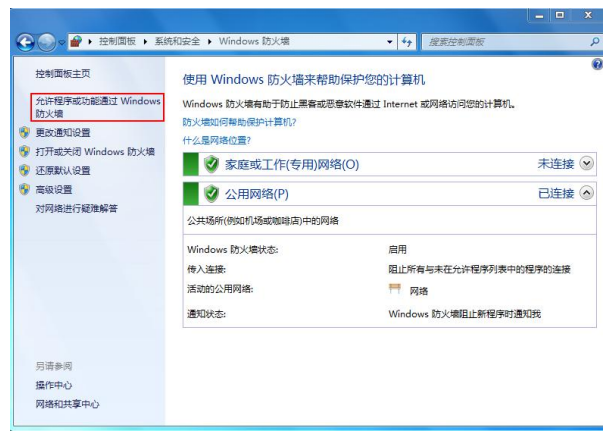 控制面板 ▸ 系统和安全 ▸ Windows 防火墙
搜索控制面板
控制面板主页
允许程序或功能通过 Windows
防火墙
更改通知设置
打开或关闭 Windows 防火墙
还原默认设置
高级设置
对网络进行疑难解答
另请参阅
操作中心
网络和共享中心
使用 Windows 防火墙来帮助保护您的计算机
Windows 防火墙有助于防止黑客或恶意软件通过 Internet 或网络访问您的计算机。
防火墙如何帮助保护计算机?
什么是网络位置?
家庭或工作(专用)网络(O) 未连接
公用网络(P) 已连接
公共场所(例如机场或咖啡店)中的网络
Windows 防火墙状态: 启用
传入连接: 阻止所有与未在允许程序列表中的程序的连接
活动的公用网络: 网络
通知状态: Windows 防火墙阻止新程序时通知我